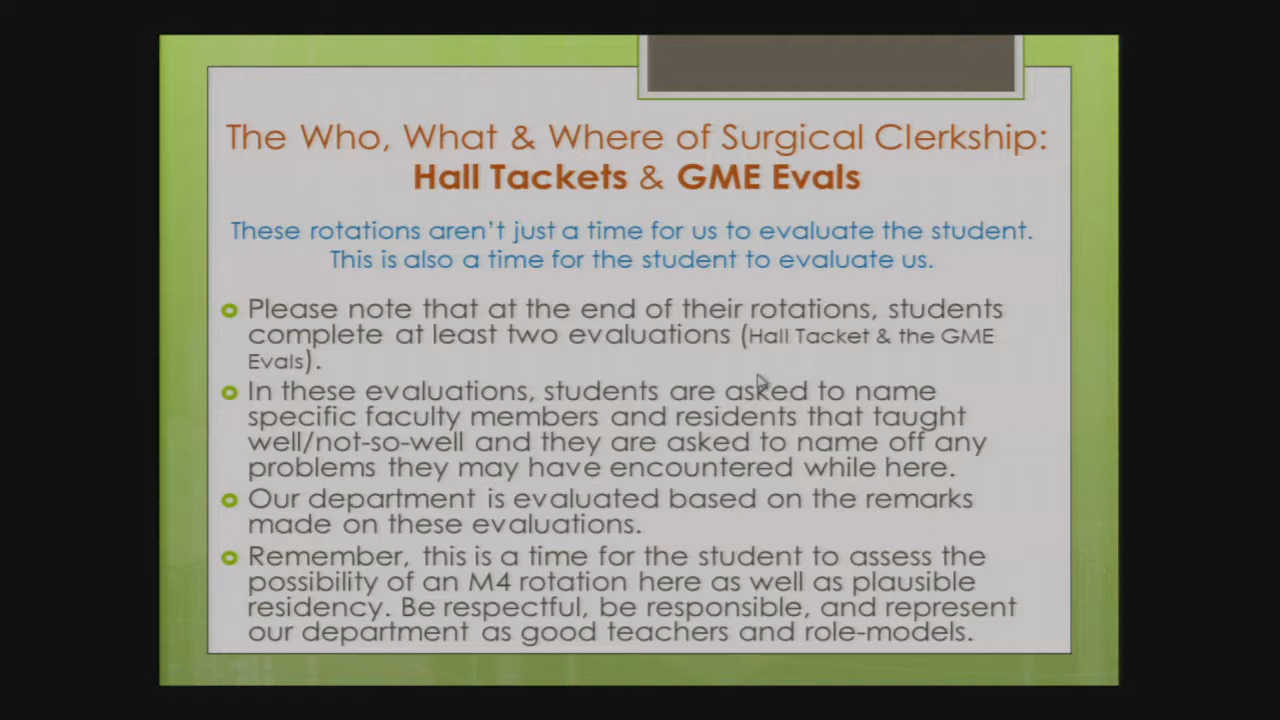 The Who, What & Where of Surgical Clerkship:
Hall Tackets & GME Evals
These rotations aren't just a time for us to evaluate the student.
This is also a time for the student to evaluate us.
Please note that at the end of their rotations, students
complete at least two evaluations (Hall Tacket & the GME
Evals).
In these evaluations, students are asked to name
specific faculty members and residents that taught
well/not-so-well and they are asked to name off any
problems they may have encountered while here.
Our department is evaluated based on the remarks
made on these evaluations.
Remember, this is a time for the student to assess the
possibility of an M4 rotation here as well as plausible
residency. Be respectful, be responsible, and represent
our department as good teachers and role-models.